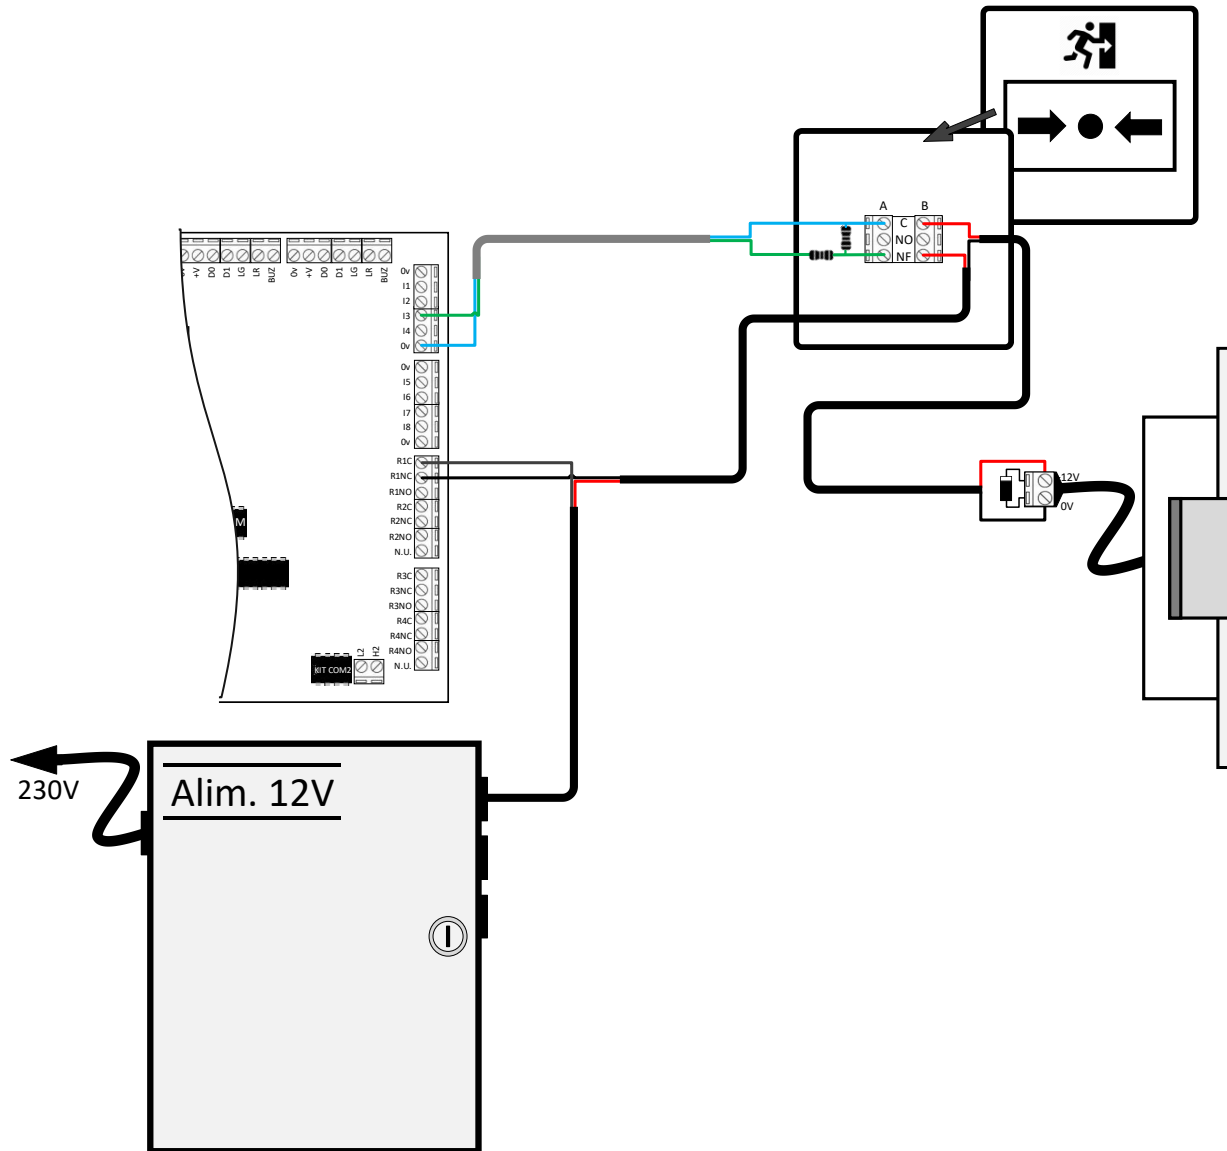 A B
C
NO
NF
+V
D0
D1
LG
LR
BUZ
0v
+V
D0
D1
LG
LR
BUZ
0v
I1
I2
I3
I4
0v
0v
I5
I6
I7
I8
0v
R1C
R1NC
R1NO
R2C
R2NC
R2NO
N.U.
R3C
R3NC
R3NO
R4C
R4NC
R4NO
N.U.
M
L2
H2
KIT COM2
12V
0V
230V
Alim. 12V